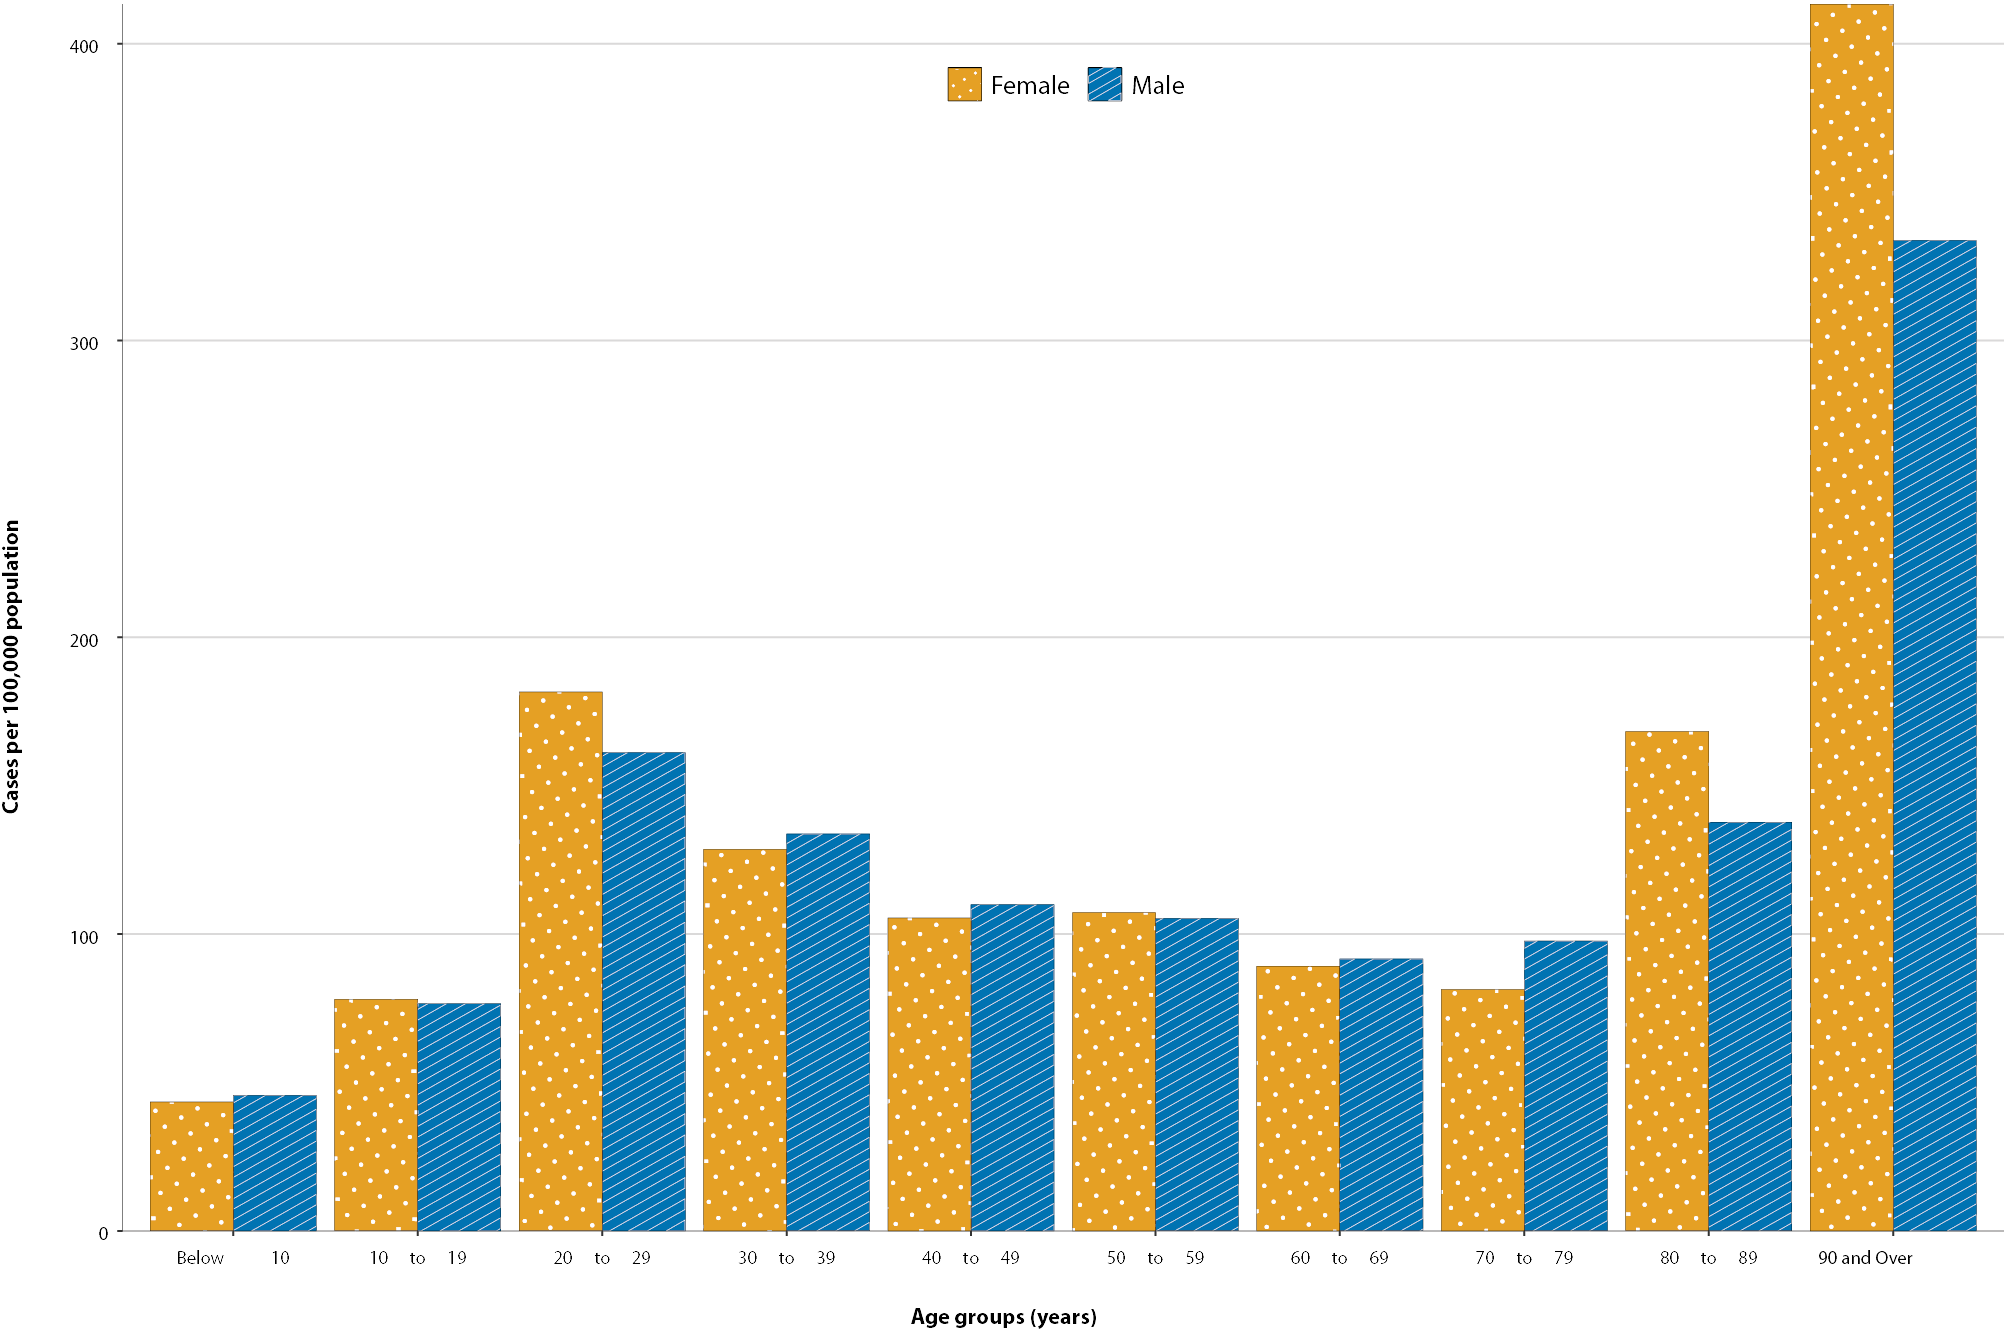 400
Female Male
300
200
Cases per 100,000 population
100
0
Below 10 10 to 19 20 to 29 30 to 39 40 to 49 50 to 59 60 to 69 70 to 79 80 to 89 90 and Over
Age groups (years)